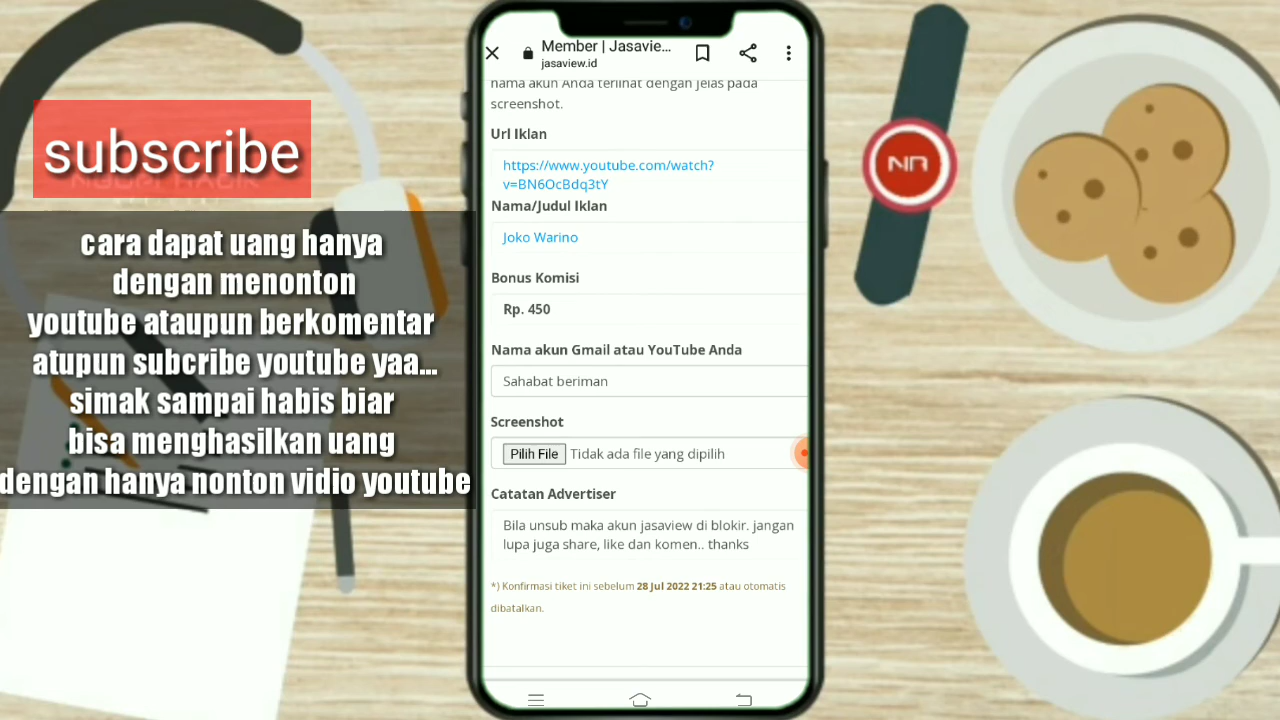 subscribe
cara dapat uang hanya
dengan menonton
youtube ataupun berkomentar
atupun subcribe youtube yaa...
simak sampai habis biar
bisa menghasilkan uang
dengan hanya nonton vidio youtube
Member | Jasavie...
jasaview.id
nama akun Anda terlihat dengan jelas pada
screenshot.
Url Iklan
https://www.youtube.com/watch?
v=BN6OcBdq3tY
Nama/Judul Iklan
Joko Warino
Bonus Komisi
Rp. 450
Nama akun Gmail atau YouTube Anda
Sahabat beriman
Screenshot
Pilih File Tidak ada file yang dipilih
Catatan Advertiser
Bila unsub maka akun jasaview di blokir. jangan
lupa juga share, like dan komen.. thanks
*) Konfirmasi tiket ini sebelum 28 Jul 2022 21:25 atau otomatis
dibatalkan.